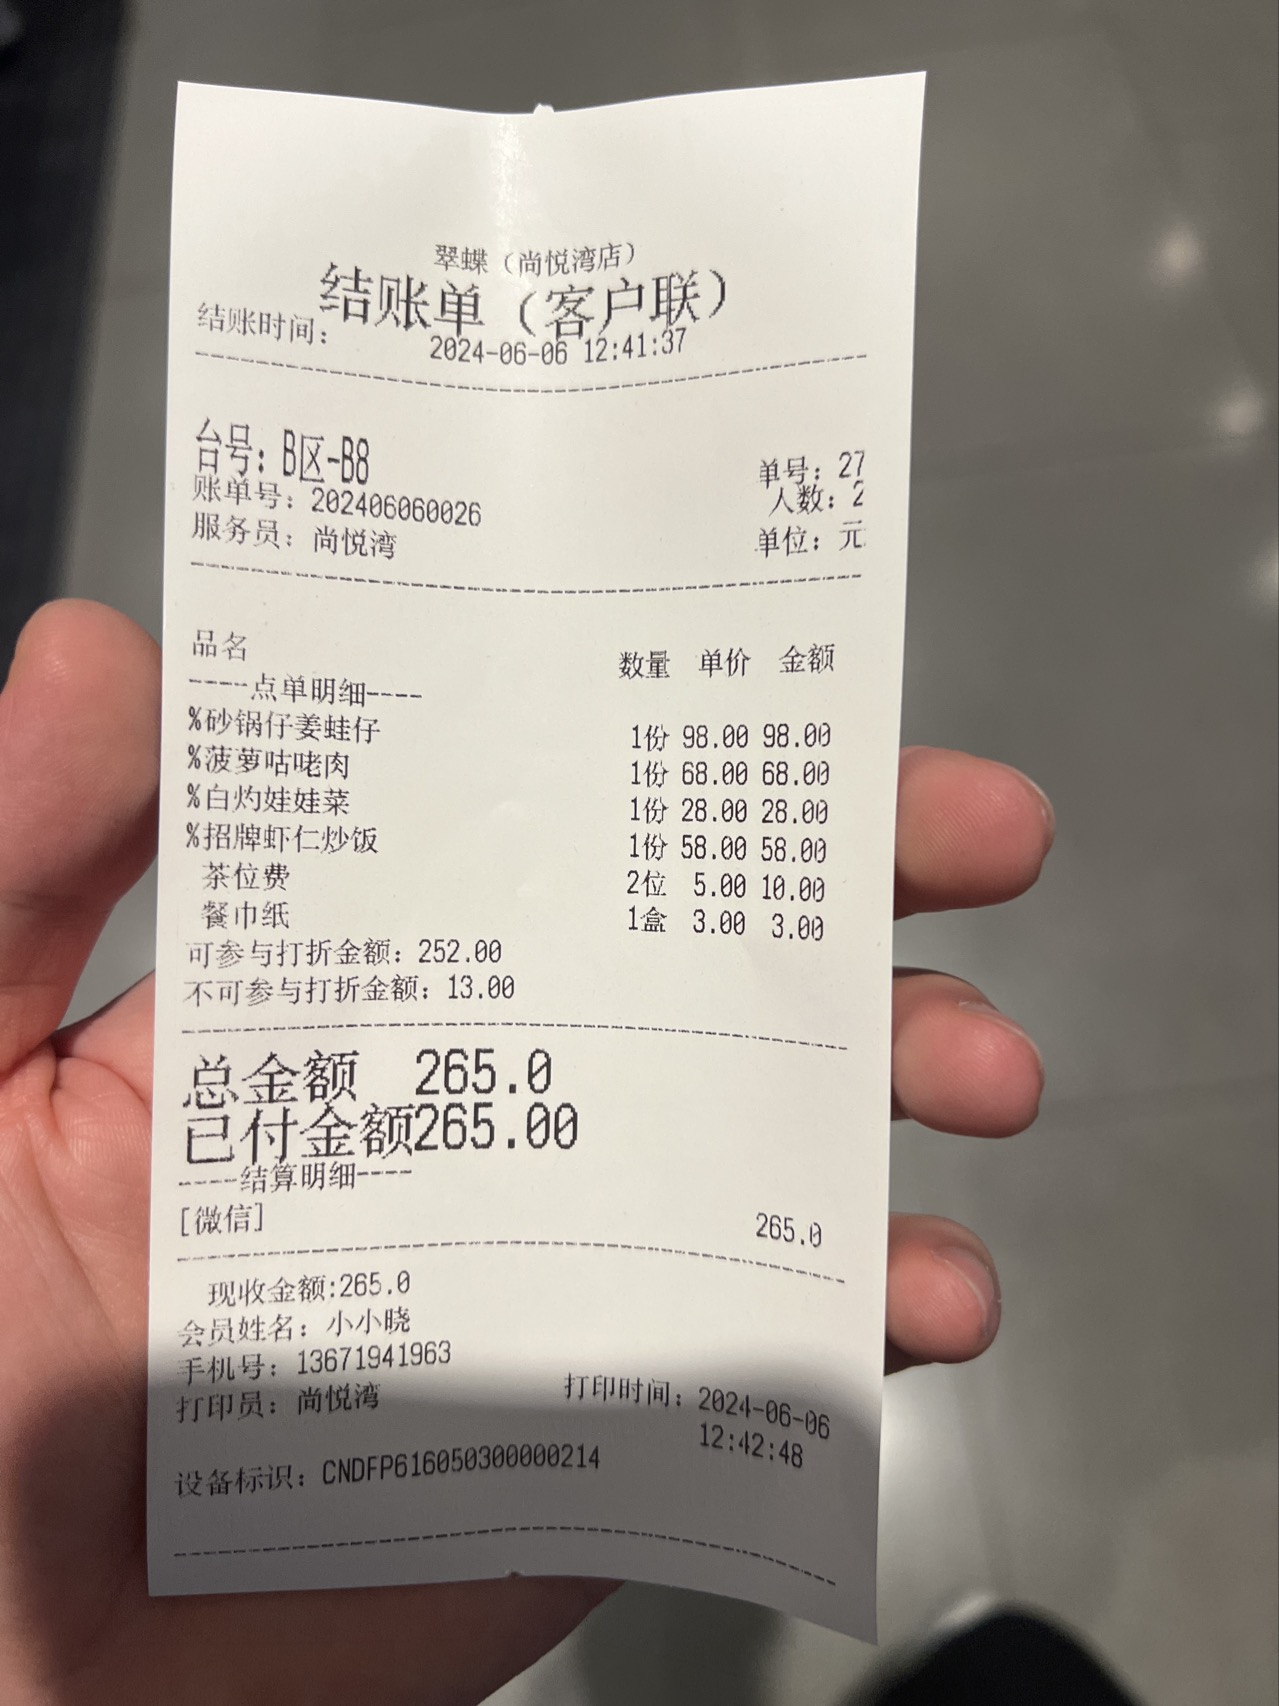 翠蝶（尚悦湾店）
结账单（客户联）
结账时间：
2024-06-06 12:41:37
台号：B区-B8
单号：27
账单号：202406060026
人数：2
服务员：尚悦湾
单位：元
品名 数量 单价 金额
----点单明细----
%砂锅仔姜蛙仔 1份 98.00 98.00
%菠萝咕咾肉 1份 68.00 68.00
%白灼娃娃菜 1份 28.00 28.00
%招牌虾仁炒饭 1份 58.00 58.00
茶位费 2位 5.00 10.00
餐巾纸 1盒 3.00 3.00
可参与打折金额：252.00
不可参与打折金额：13.00
总金额 265.0
已付金额265.00
----结算明细----
[微信] 265.0
现收金额:265.0
会员姓名：小小晓
手机号：13671941963
打印员：尚悦湾 打印时间：2024-06-06
12:42:48
设备标识：CNDFP616050300000214